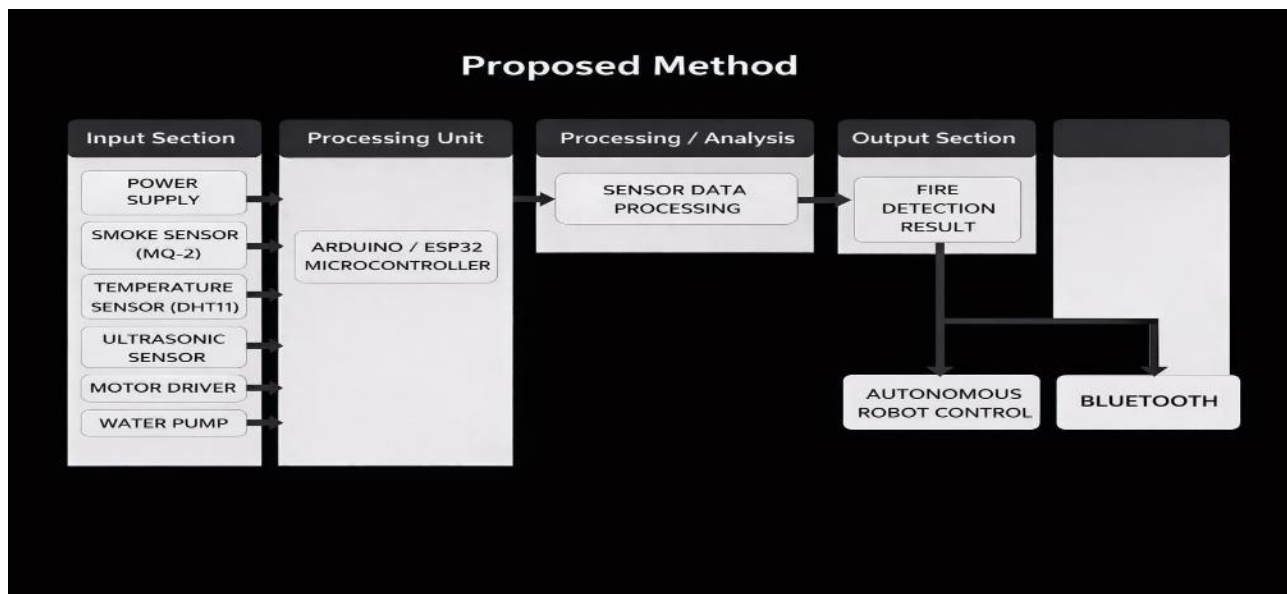 Proposed Method
Input Section
Processing Unit
Processing / Analysis
Output Section
POWER
SUPPLY
SMOKE SENSOR
(MQ-2)
TEMPERATURE
SENSOR (DHT11)
ULTRASONIC
SENSOR
MOTOR DRIVER
WATER PUMP
ARDUINO / ESP32
MICROCONTROLLER
SENSOR DATA
PROCESSING
FIRE
DETECTION
RESULT
AUTONOMOUS
ROBOT CONTROL
BLUETOOTH